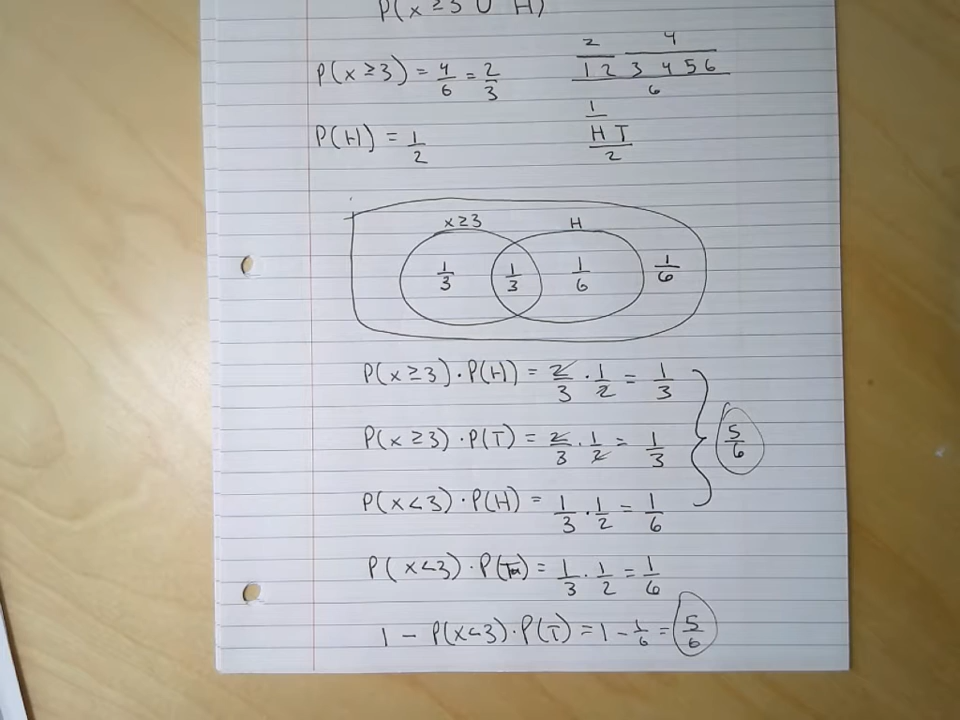 P(x≥3 ∪ H)
P(x≥3) = 4/6 = 2/3
2 4
1 2 3 4 5 6
6
P(H) = 1/2
1
H T
2
x≥3 H
1/3 1/3 1/6 1/6
P(x≥3)·P(H) = 2/3 · 1/2 = 1/3
P(x≥3)·P(T) = 2/3 · 1/2 = 1/3
5/6
P(x<3)·P(H) = 1/3 · 1/2 = 1/6
P(x<3)·P(T) = 1/3 · 1/2 = 1/6
1 - P(x<3)·P(T) = 1 - 1/6 = 5/6